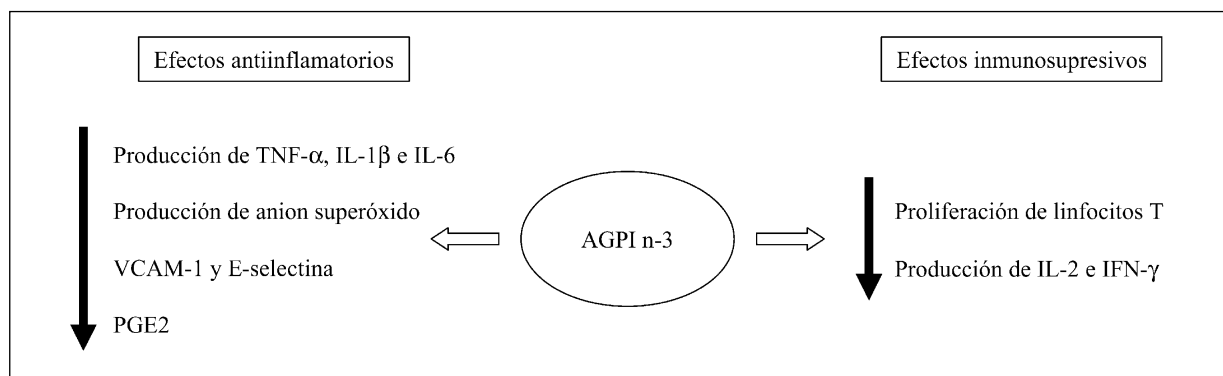 Efectos antiinflamatorios
Producción de TNF-α, IL-1β e IL-6
Producción de anion superóxido
VCAM-1 y E-selectina
PGE2
AGPI n-3
Efectos inmunosupresivos
Proliferación de linfocitos T
Producción de IL-2 e IFN-γ